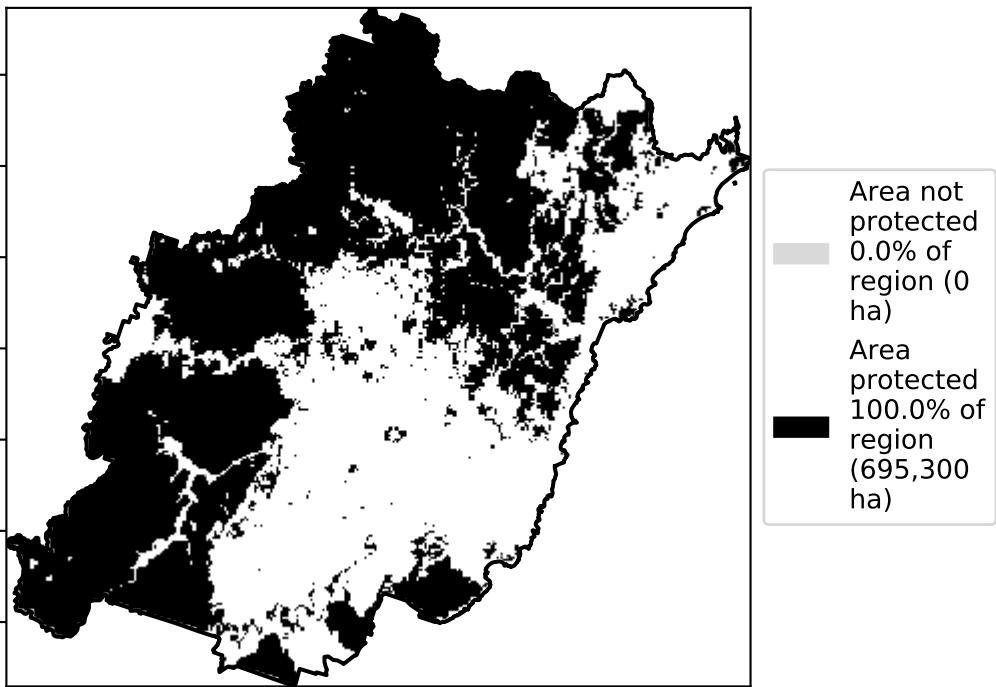 Area not
protected
0.0% of
region (0
ha)
Area
protected
100.0% of
region
(695,300
ha)